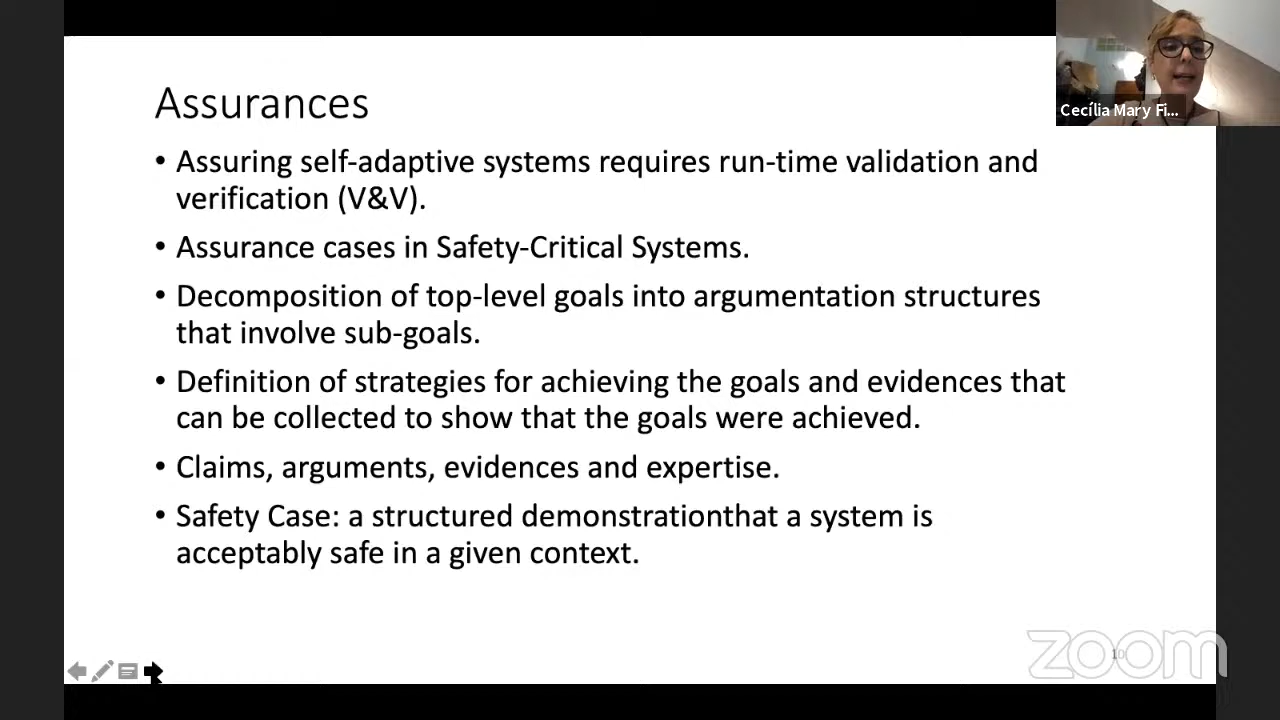 Cecília Mary Fi...
Assurances
• Assuring self-adaptive systems requires run-time validation and
verification (V&V).
• Assurance cases in Safety-Critical Systems.
• Decomposition of top-level goals into argumentation structures
that involve sub-goals.
• Definition of strategies for achieving the goals and evidences that
can be collected to show that the goals were achieved.
• Claims, arguments, evidences and expertise.
• Safety Case: a structured demonstrationthat a system is
acceptably safe in a given context.
10
zoom